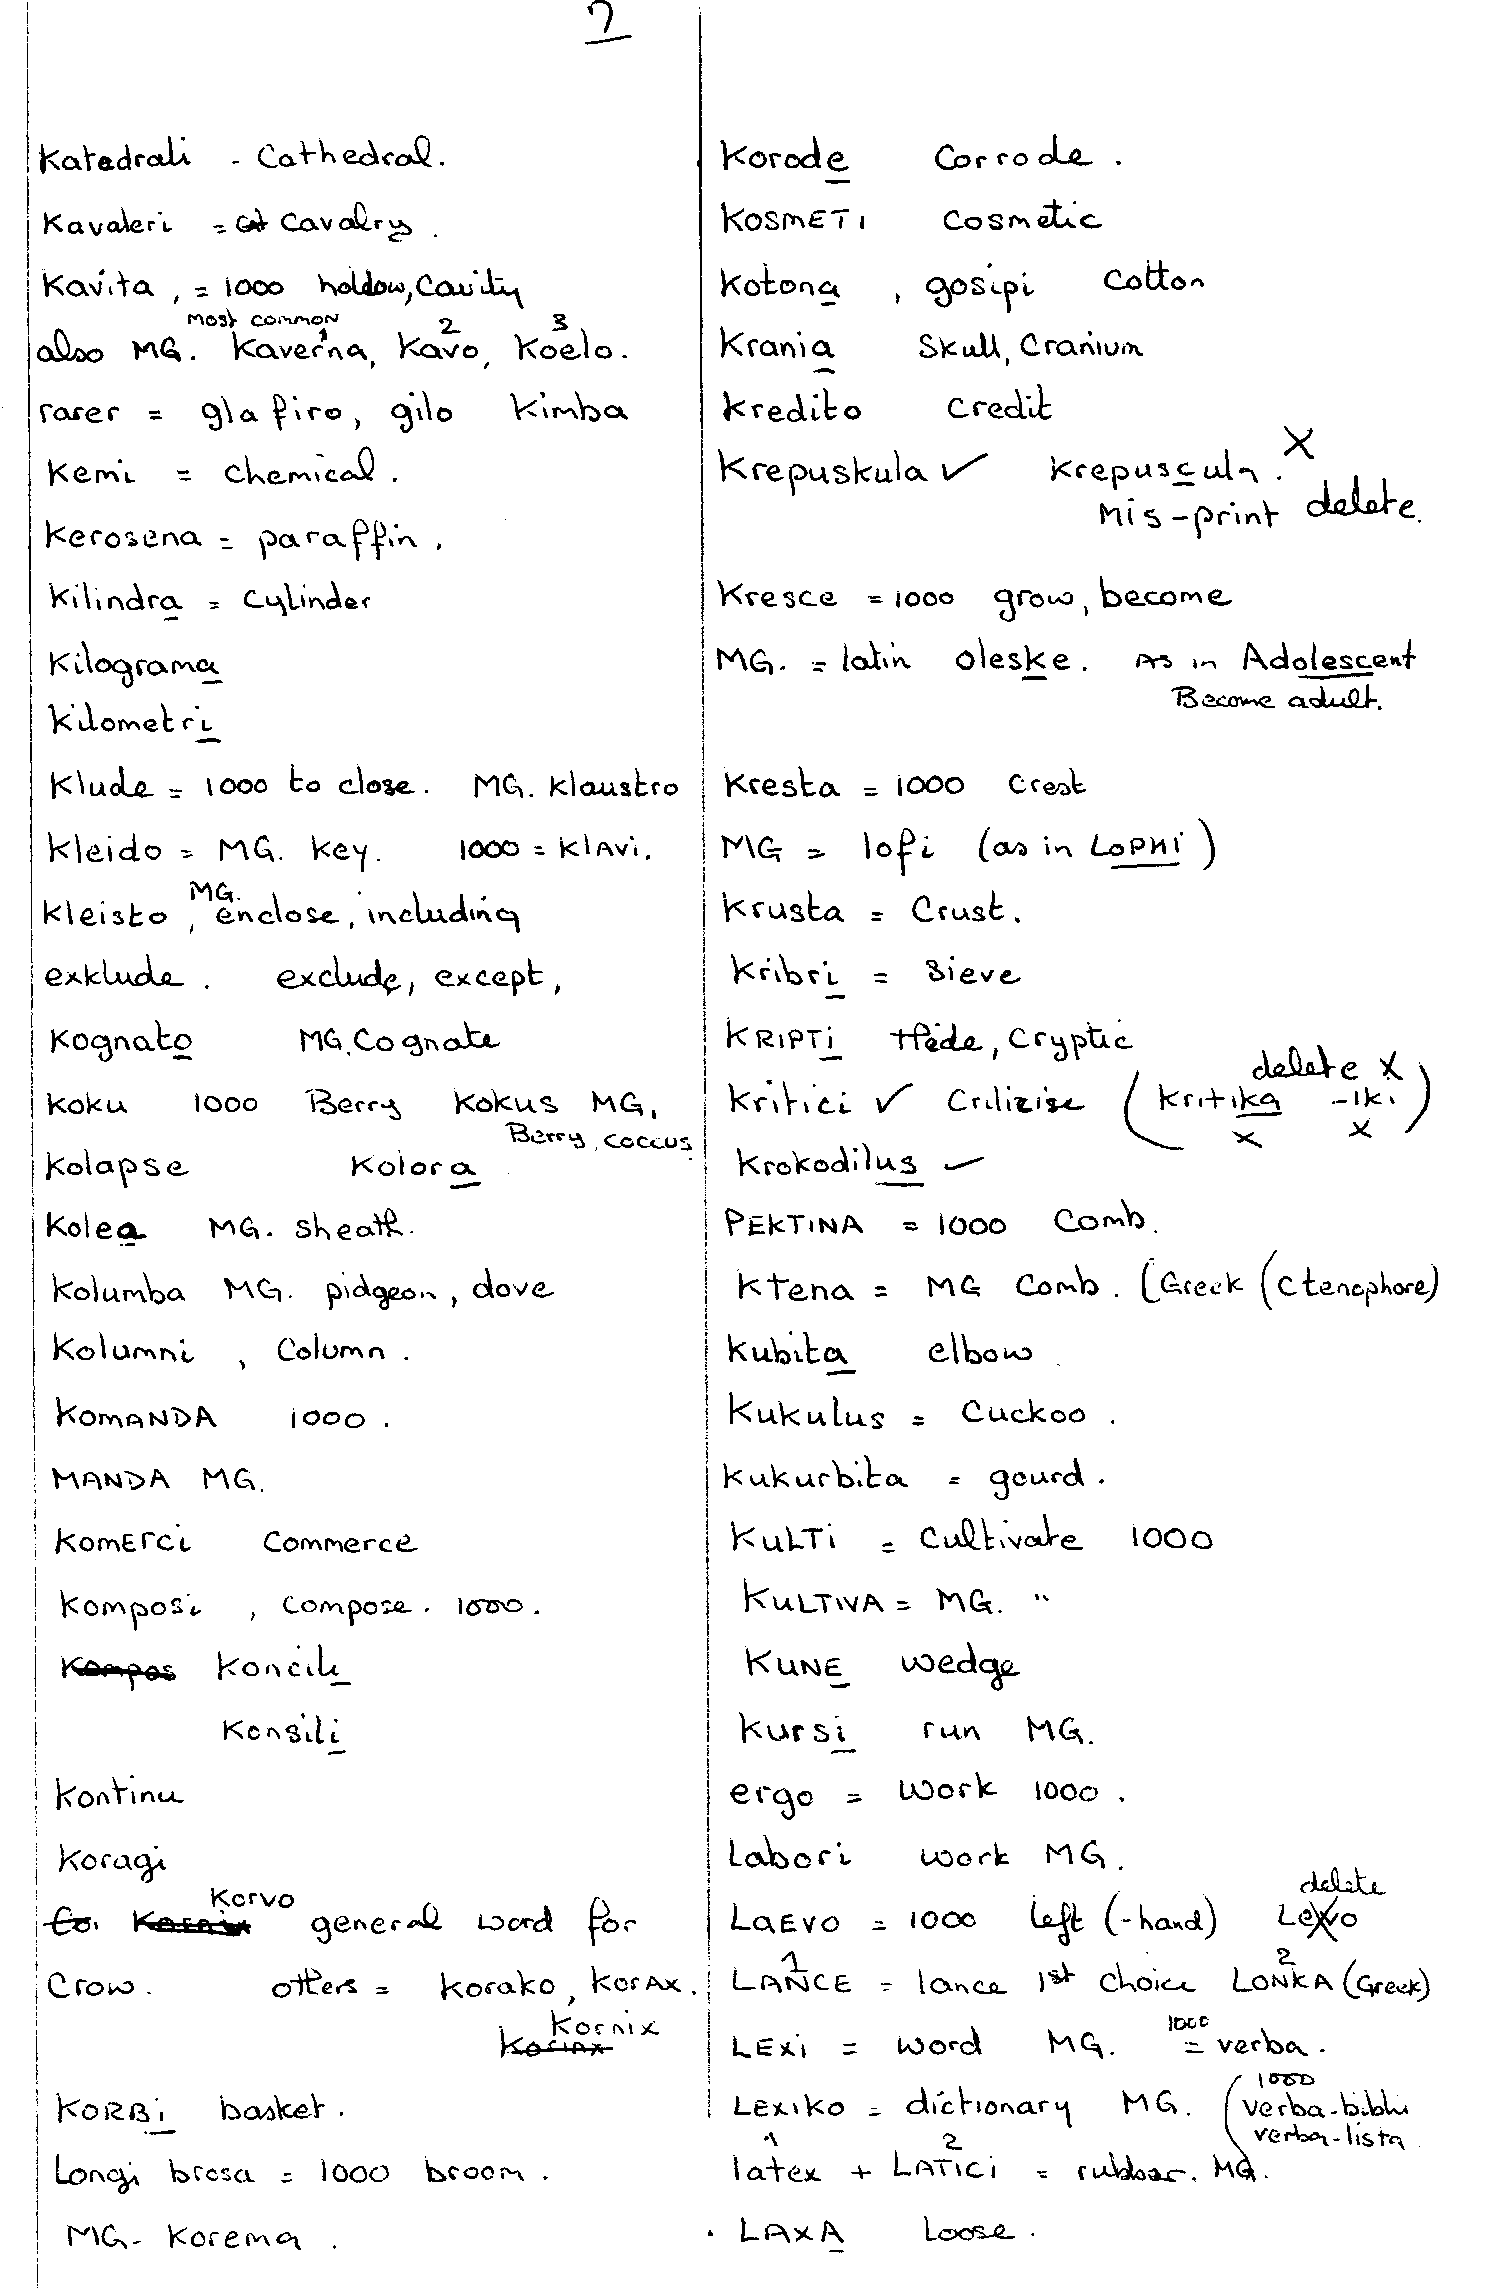 7
Katedrali - Cathedral.
Kavaleri = Cavalry.
Kavita, = 1000 hollow, Cavity
most common 1 2 3
also MG. Kaverna, Kavo, Koelo.
rarer = glafiro, gilo Kimba
Kemi = chemical.
Kerosena = paraffin.
Kilindra = Cylinder
Kilograma
Kilometri
Klude = 1000 to close. MG. Klaustro
Kleido = MG. Key. 1000 = Klavi.
MG.
Kleisto, enclose, including
exklude. exclude, except,
Kognato MG. Cognate
Koku 1000 Berry Kokus MG,
Berry, coccus
Kolapse Kolora
Kolea MG. sheath.
Kolumba MG. pidgeon, dove
Kolumni, Column.
KOMANDA 1000.
MANDA MG.
KOMERCi Commerce
Komposi, Compose. 1000.
Kompos Koncili
Konsili
Kontinu
Koragi
Korvo
general word for
Crow. others = Korako, Korax.
Kornix
KORBi basket.
Longi brosa = 1000 broom.
MG- Korema.
Korode Corrode.
KOSMETI Cosmetic
Kotona, gosipi Cotton
Krania Skull, Cranium
Kredito Credit
Krepuskula ✓ Krepuscula. X
Mis-print delete.
Kresce = 1000 grow, become
MG. = latin oleske. As in Adolescent
Become adult.
Kresta = 1000 Crest
MG = lofi (as in LOPHI)
Krusta = Crust.
Kribri = Sieve
KRIPTi Hide, Cryptic
delete X
Kritici ✓ Critizise (Kritika -iki)
X X
Krokodilus ✓
PEKTINA = 1000 Comb.
Ktena = MG Comb. (Greek (Ctenophore)
Kubita elbow
Kukulus = Cuckoo.
Kukurbita = gourd.
KULTi = Cultivate 1000
KULTIVA = MG. "
KUNE wedge
Kursi run MG.
ergo = work 1000.
Labori work MG.
delete
LAEVO = 1000 left (-hand) LEXVO
1 2
LANCE = lance 1st choice LONKA (Greek)
1000
LEXi = word MG. = verba.
1000
LEXiKO = dictionary MG. (verba-bibli
verba-lista
1 2
latex + LATICI = rubber. MG.
. LAXA Loose.